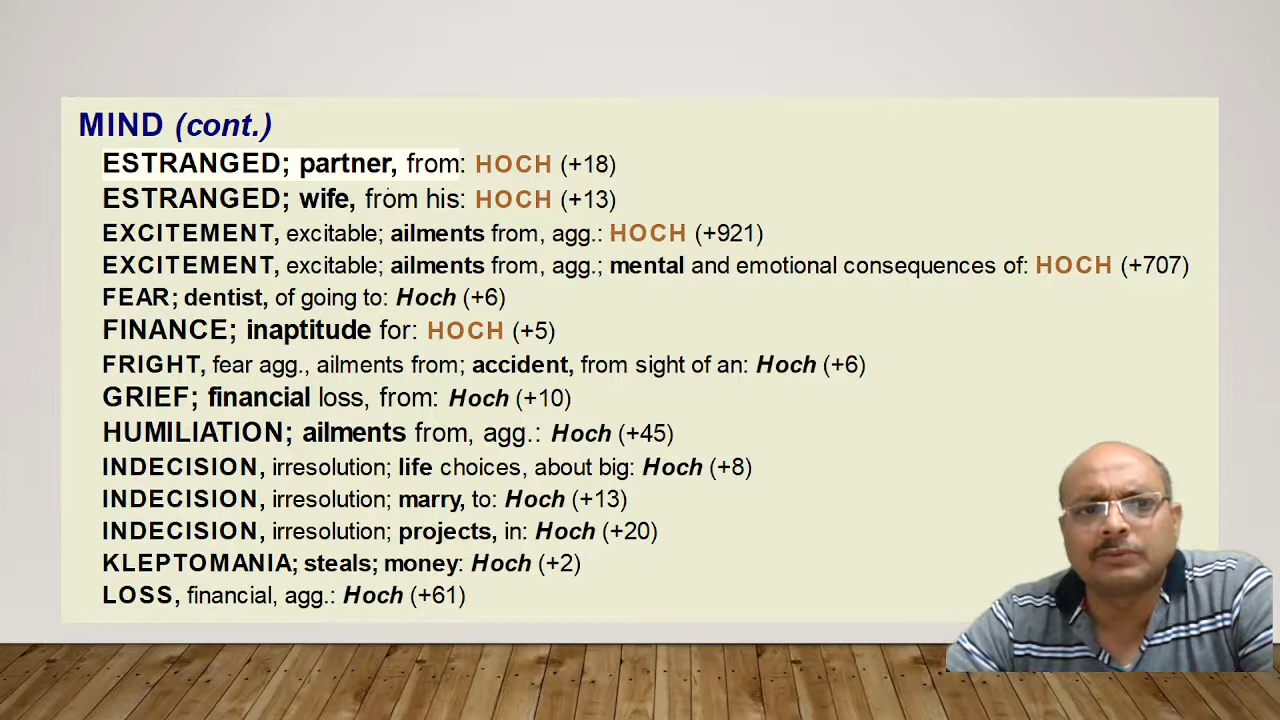 MIND (cont.)
ESTRANGED; partner, from: HOCH (+18)
ESTRANGED; wife, from his: HOCH (+13)
EXCITEMENT, excitable; ailments from, agg.: HOCH (+921)
EXCITEMENT, excitable; ailments from, agg.; mental and emotional consequences of: HOCH (+707)
FEAR; dentist, of going to: Hoch (+6)
FINANCE; inaptitude for: HOCH (+5)
FRIGHT, fear agg., ailments from; accident, from sight of an: Hoch (+6)
GRIEF; financial loss, from: Hoch (+10)
HUMILIATION; ailments from, agg.: Hoch (+45)
INDECISION, irresolution; life choices, about big: Hoch (+8)
INDECISION, irresolution; marry, to: Hoch (+13)
INDECISION, irresolution; projects, in: Hoch (+20)
KLEPTOMANIA; steals; money: Hoch (+2)
LOSS, financial, agg.: Hoch (+61)